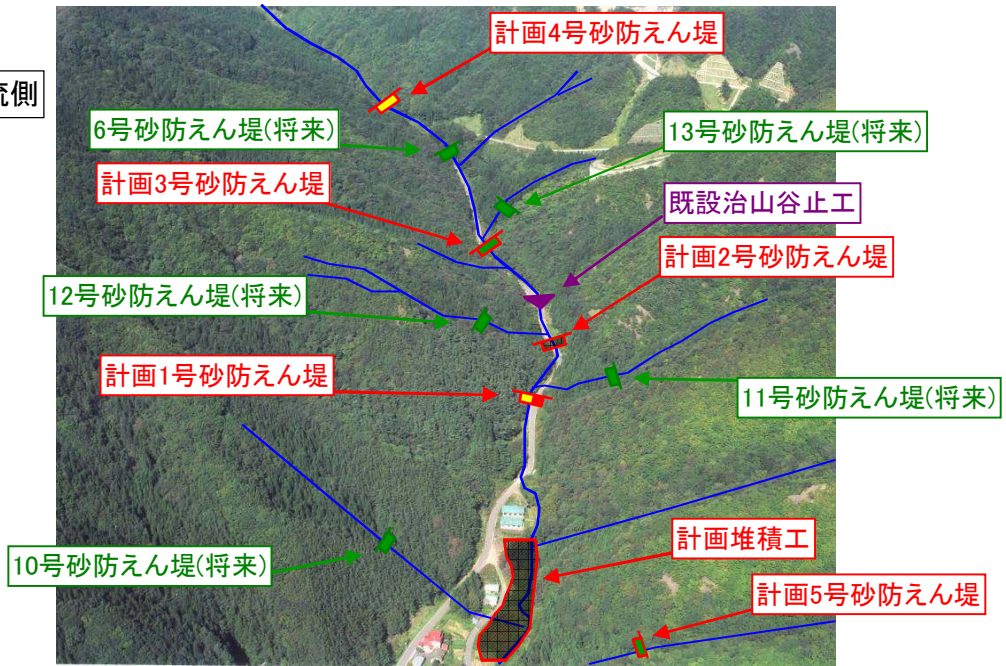 計画4号砂防えん堤
流側
6号砂防えん堤(将来)
13号砂防えん堤(将来)
計画3号砂防えん堤
既設治山谷止工
計画2号砂防えん堤
12号砂防えん堤(将来)
計画1号砂防えん堤
11号砂防えん堤(将来)
計画堆積工
10号砂防えん堤(将来)
計画5号砂防えん堤